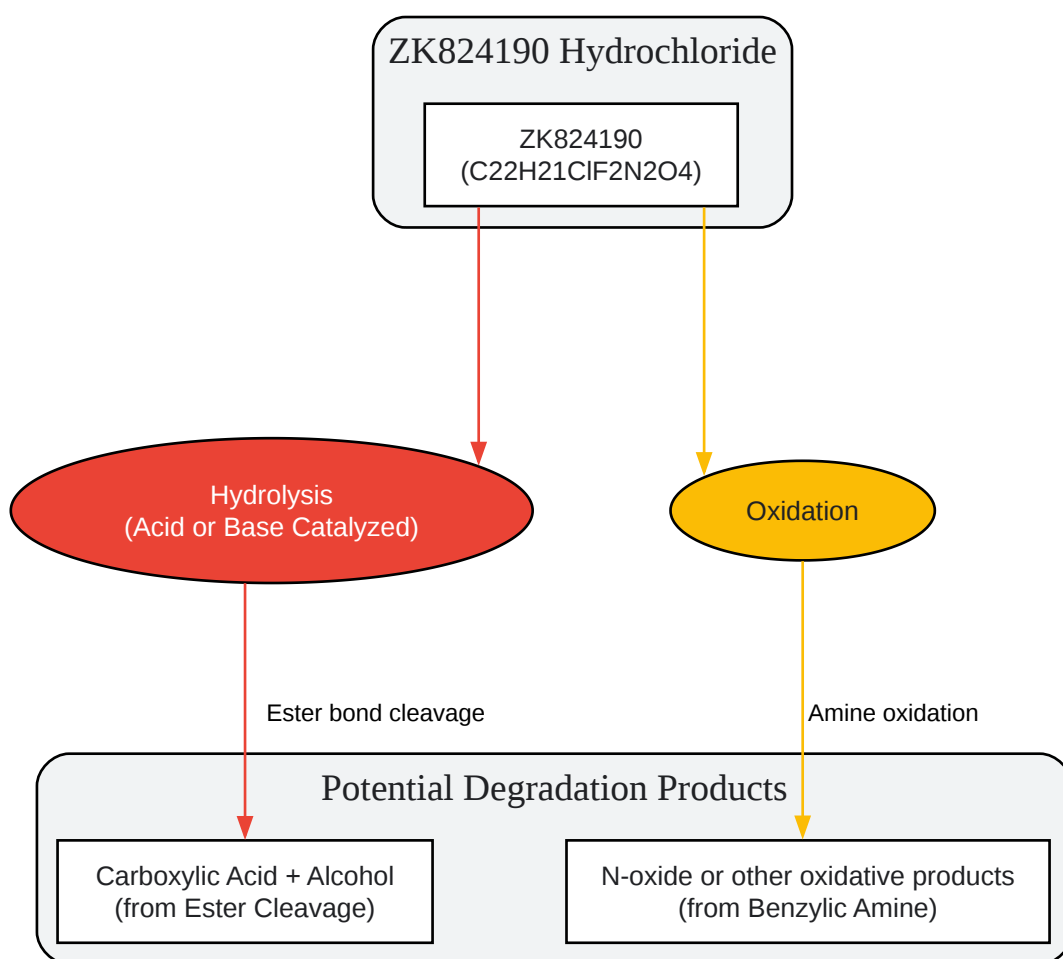 ZK824190 Hydrochloride
ZK824190
(C22H21ClF2N2O4)
Hydrolysis
(Acid or Base Catalyzed)
Oxidation
Ester bond cleavage
Amine oxidation
Potential Degradation Products
Carboxylic Acid + Alcohol
(from Ester Cleavage)
N-oxide or other oxidative products
(from Benzylic Amine)